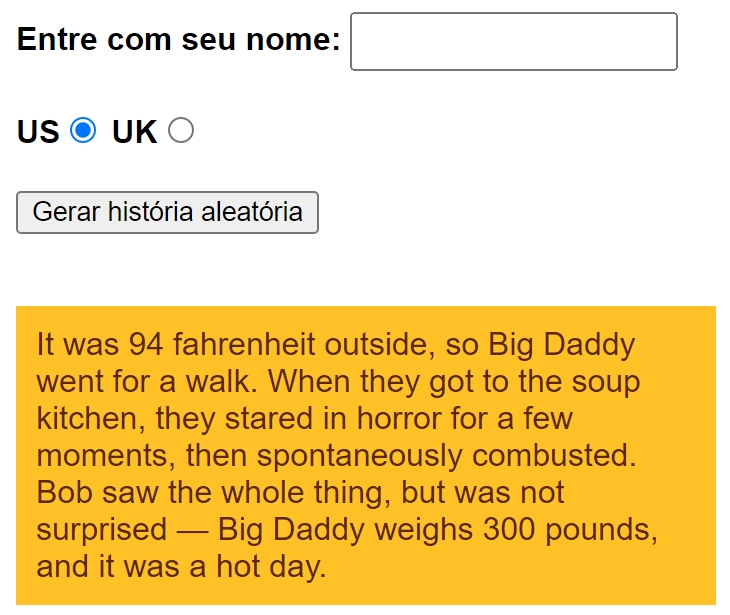 Entre com seu nome:
US UK
Gerar história aleatória
It was 94 fahrenheit outside, so Big Daddy
went for a walk. When they got to the soup
kitchen, they stared in horror for a few
moments, then spontaneously combusted.
Bob saw the whole thing, but was not
surprised — Big Daddy weighs 300 pounds,
and it was a hot day.